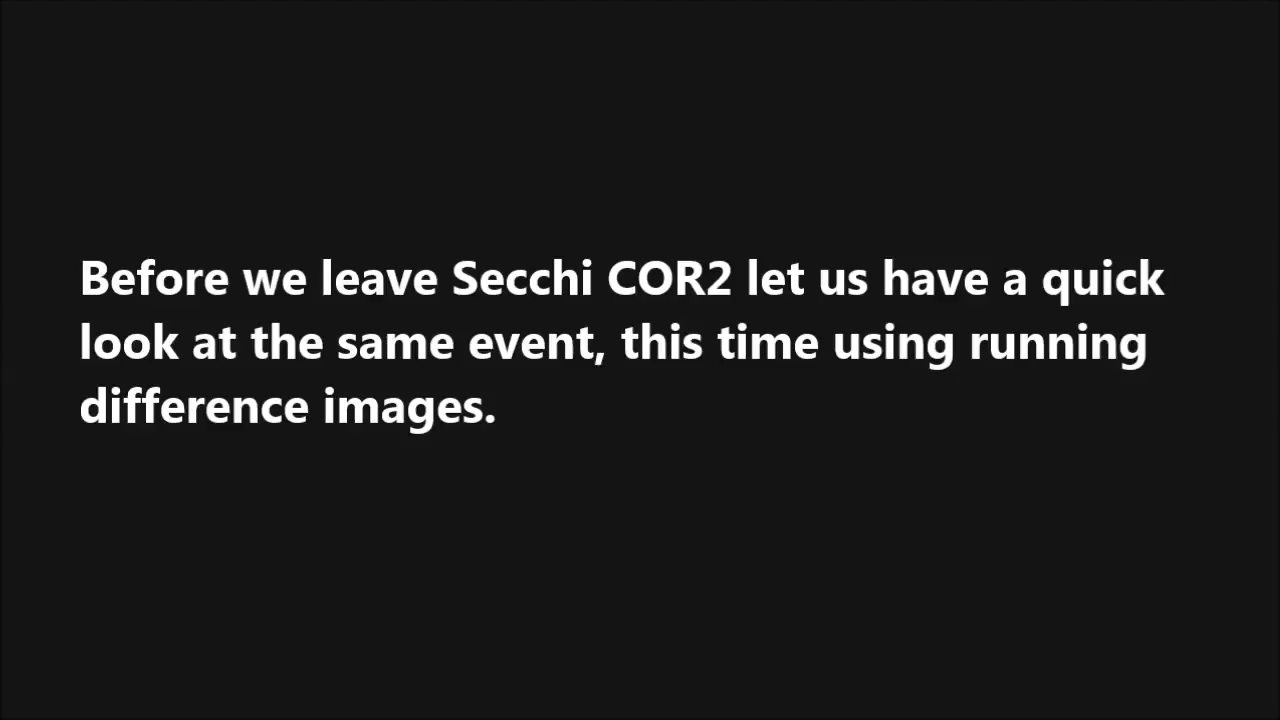 Before we leave Secchi COR2 let us have a quick
look at the same event, this time using running
difference images.